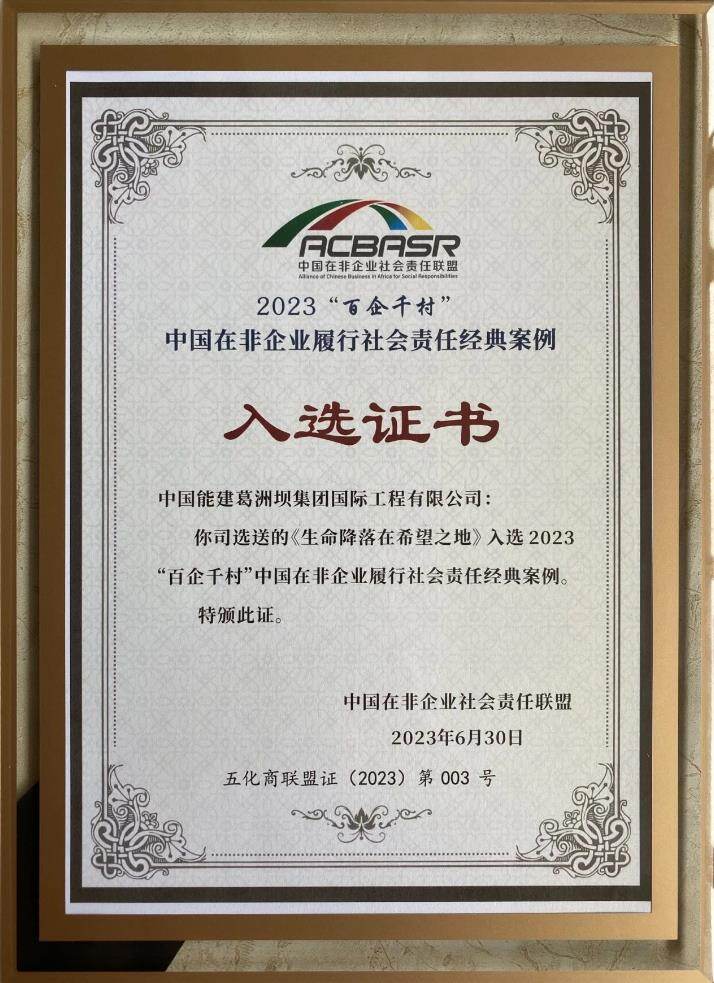 ACBASR
中国在非企业社会责任联盟
Alliance of Chinese Business in Africa for Social Responsibilities
2023“百企千村”
中国在非企业履行社会责任经典案例
入选证书
中国能建葛洲坝集团国际工程有限公司：
你司选送的《生命降落在希望之地》入选 2023
“百企千村”中国在非企业履行社会责任经典案例。
特颁此证。
中国在非企业社会责任联盟
2023年6月30日
五化商联盟证（2023）第 003 号